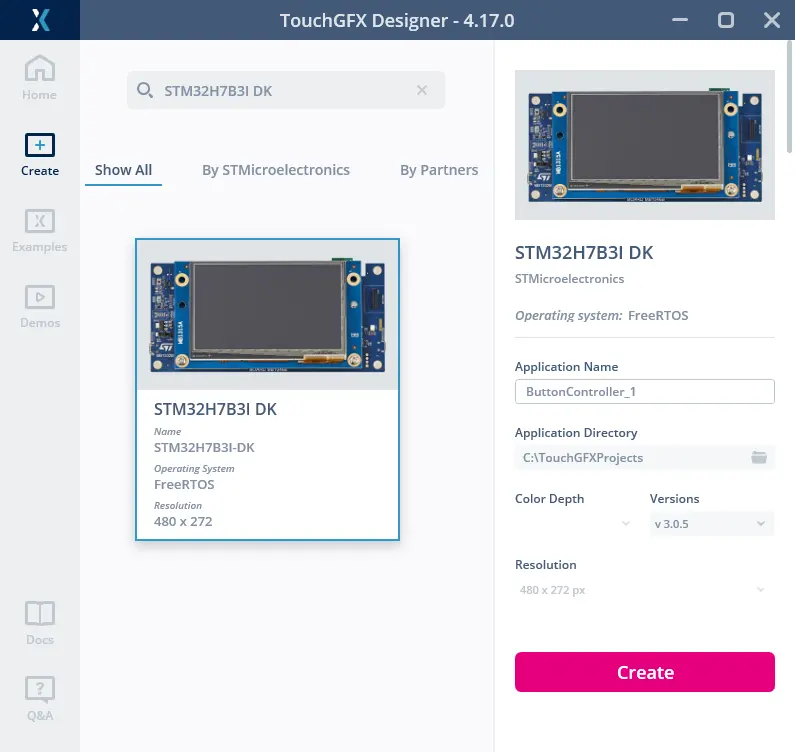 TouchGFX Designer - 4.17.0
Home
Create
Examples
Demos
Docs
Q&A
STM32H7B3I DK
Show All
By STMicroelectronics
By Partners
MB1315A
STM32H7B3I DK
Name
STM32H7B3I-DK
Operating System
FreeRTOS
Resolution
480 x 272
STM32H7B3I DK
STMicroelectronics
Operating system: FreeRTOS
Application Name
ButtonController_1
Application Directory
C:\TouchGFXProjects
Color Depth
Versions
v 3.0.5
Resolution
480 x 272 px
Create